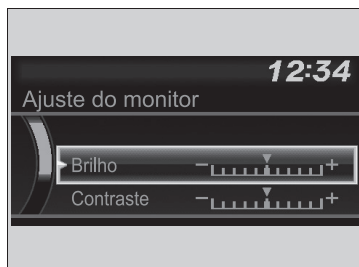 12:34
Ajuste do monitor
Brilho - +
Contraste - +